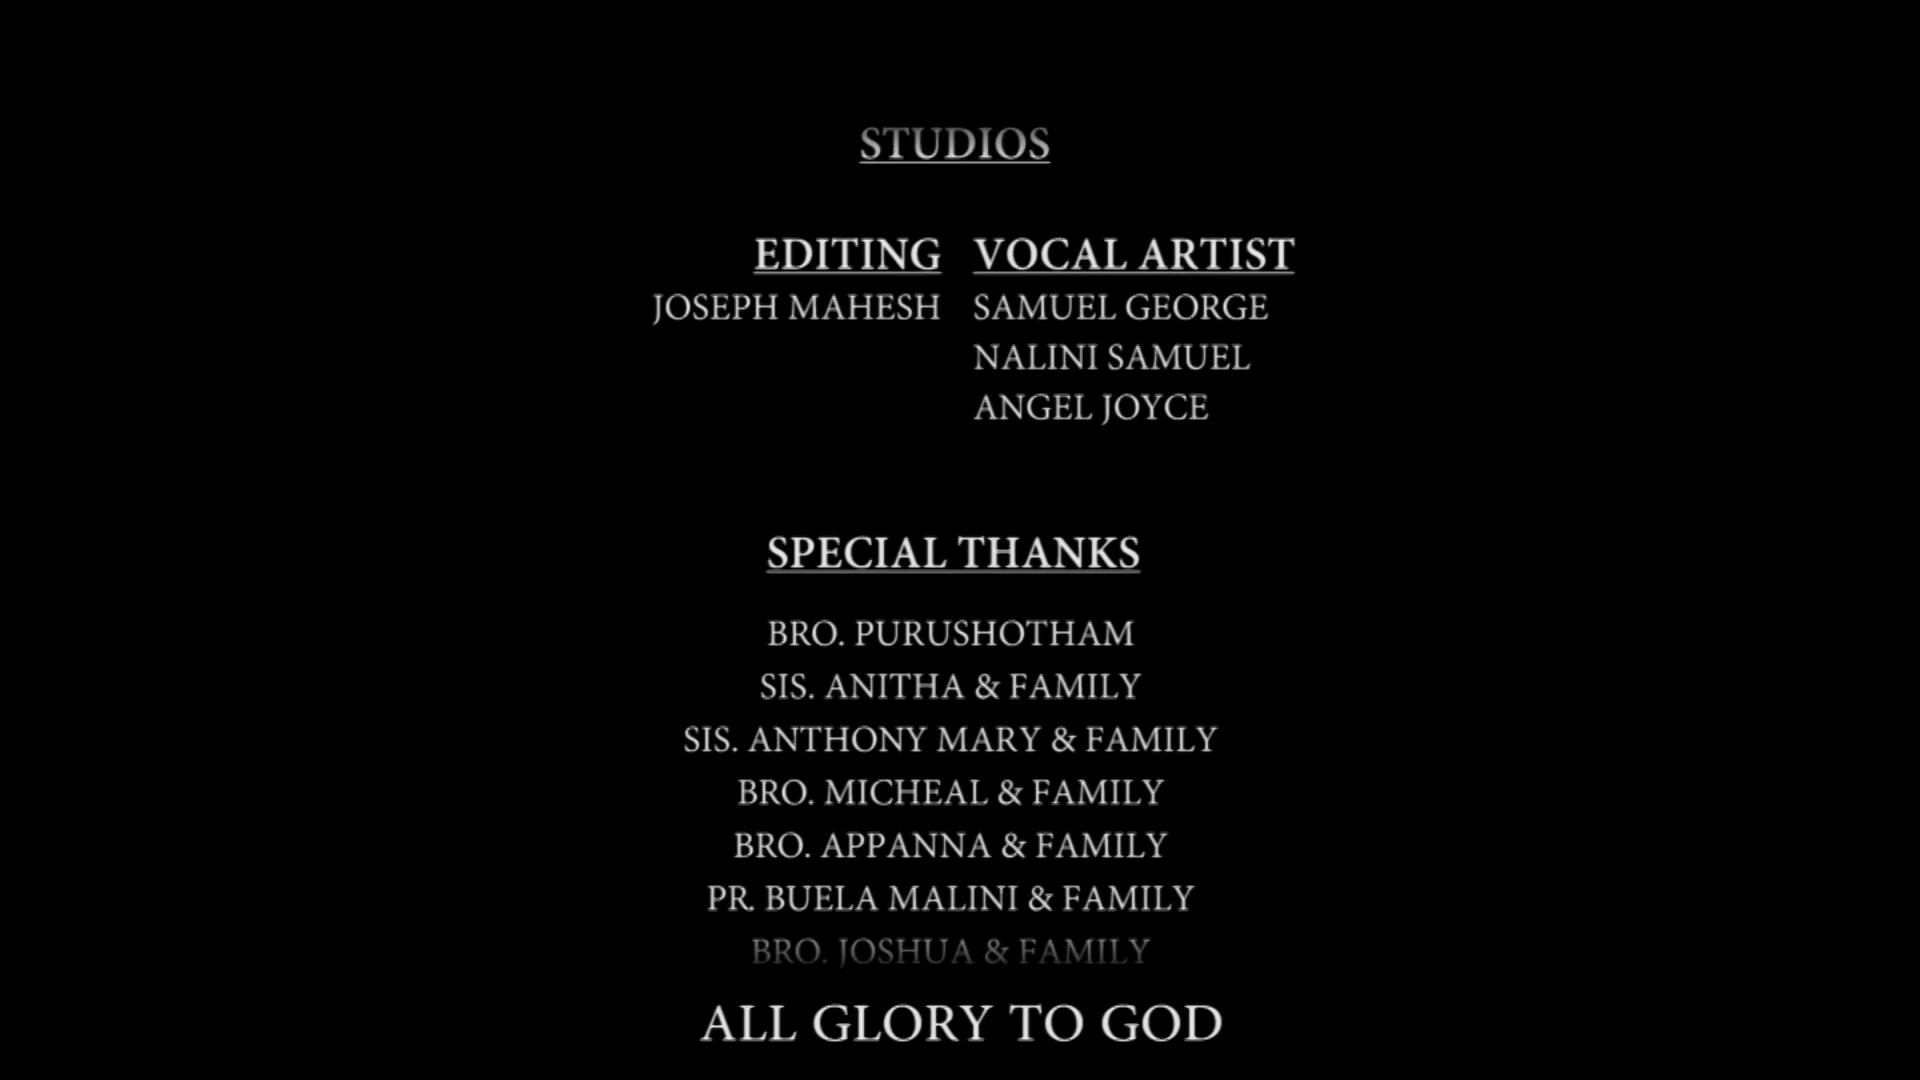 STUDIOS
EDITING VOCAL ARTIST
JOSEPH MAHESH SAMUEL GEORGE
NALINI SAMUEL
ANGEL JOYCE
SPECIAL THANKS
BRO. PURUSHOTHAM
SIS. ANITHA & FAMILY
SIS. ANTHONY MARY & FAMILY
BRO. MICHEAL & FAMILY
BRO. APPANNA & FAMILY
PR. BUELA MALINI & FAMILY
BRO. JOSHUA & FAMILY
ALL GLORY TO GOD